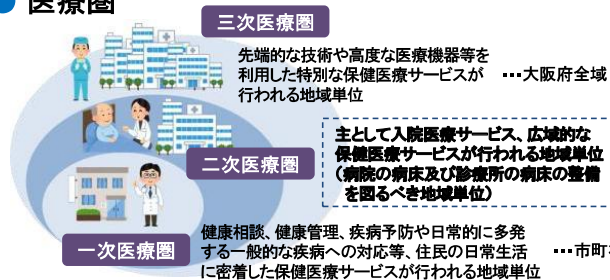 医療圏
三次医療圏
先端的な技術や高度な医療機器等を
利用した特別な保健医療サービスが
行われる地域単位
…大阪府全域
二次医療圏
主として入院医療サービス、広域的な
保健医療サービスが行われる地域単位
（病院の病床及び診療所の病床の整備
を図るべき地域単位）
一次医療圏
健康相談、健康管理、疾病予防や日常的に多発
する一般的な疾病への対応等、住民の日常生活
に密着した保健医療サービスが行われる地域単位
…市町